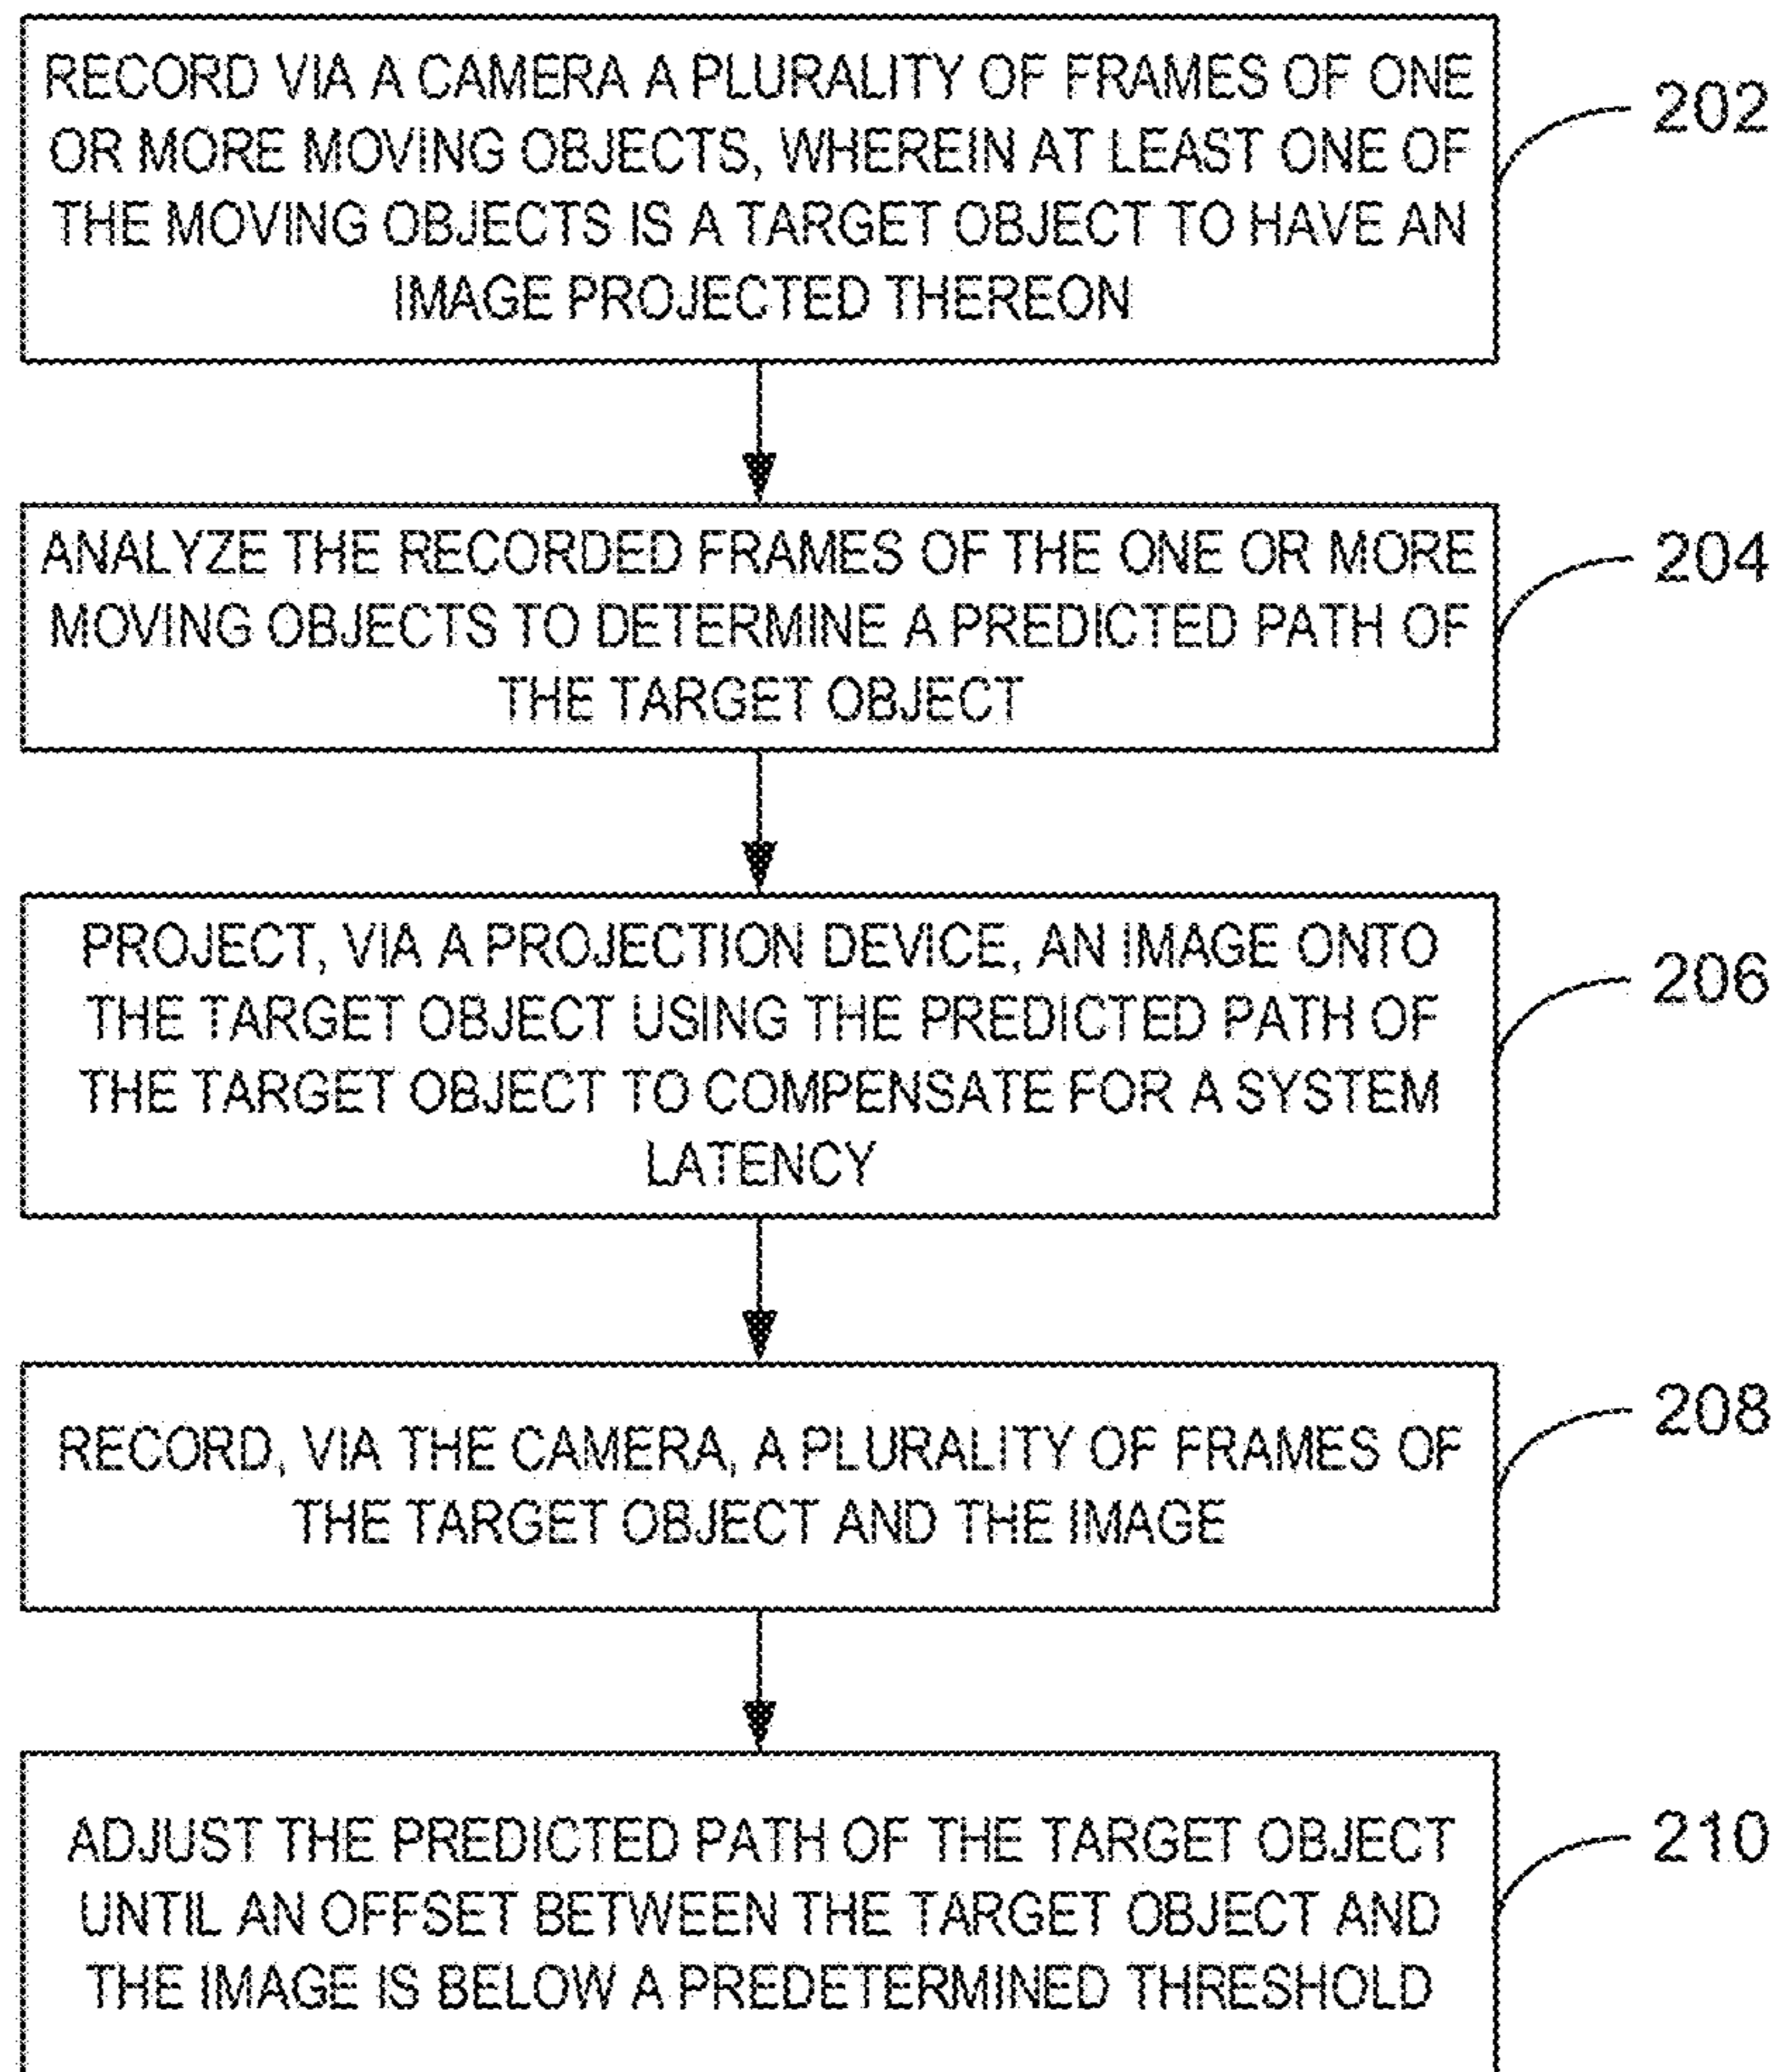 RECORD VIA A CAMERA A PLURALITY OF FRAMES OF ONE
OR MORE MOVING OBJECTS, WHEREIN AT LEAST ONE OF
THE MOVING OBJECTS IS A TARGET OBJECT TO HAVE AN
IMAGE PROJECTED THEREON
202
ANALYZE THE RECORDED FRAMES OF THE ONE OR MORE
MOVING OBJECTS TO DETERMINE A PREDICTED PATH OF
THE TARGET OBJECT
204
PROJECT, VIA A PROJECTION DEVICE, AN IMAGE ONTO
THE TARGET OBJECT USING THE PREDICTED PATH OF
THE TARGET OBJECT TO COMPENSATE FOR A SYSTEM
LATENCY
206
RECORD, VIA THE CAMERA, A PLURALITY OF FRAMES OF
THE TARGET OBJECT AND THE IMAGE
208
ADJUST THE PREDICTED PATH OF THE TARGET OBJECT
UNTIL AN OFFSET BETWEEN THE TARGET OBJECT AND
THE IMAGE IS BELOW A PREDETERMINED THRESHOLD
210